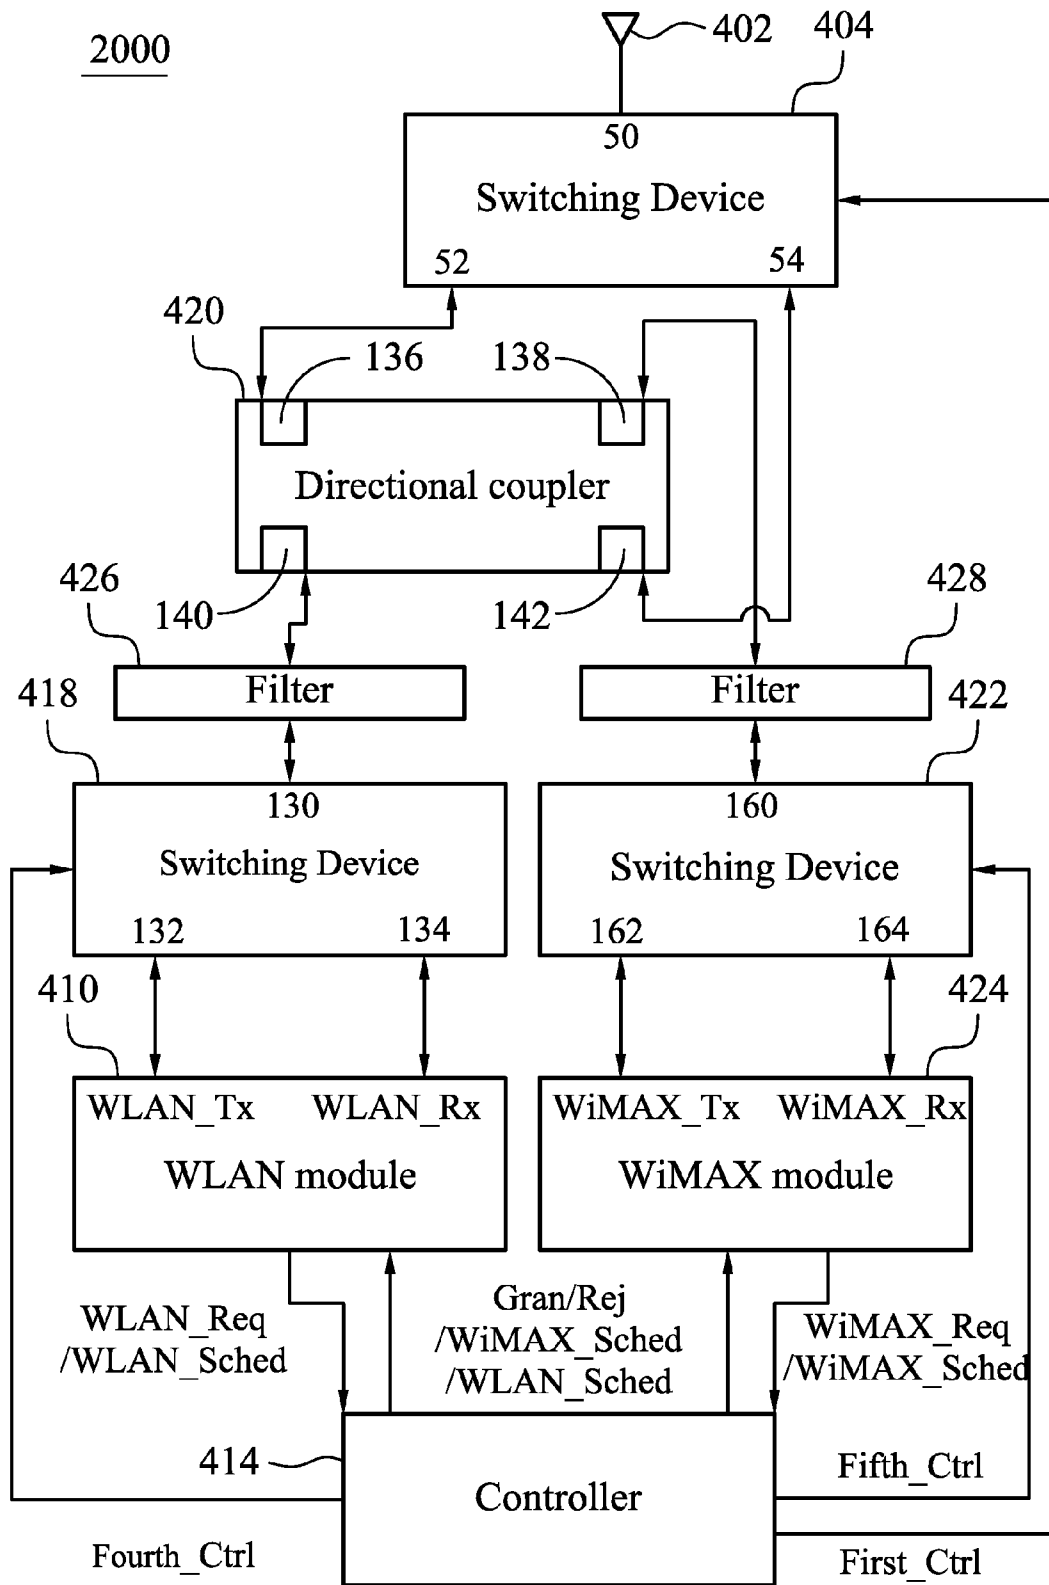 2000
402
404
50
Switching Device
52
54
420
136
138
Directional coupler
426
140
142
428
Filter
Filter
418
422
130
160
Switching Device
Switching Device
132
134
162
164
410
424
WLAN_Tx
WLAN_Rx
WiMAX_Tx
WiMAX_Rx
WLAN module
WiMAX module
WLAN_Req
/WLAN_Sched
Gran/Rej
/WiMAX_Sched
/WLAN_Sched
WiMAX_Req
/WiMAX_Sched
414
Controller
Fifth_Ctrl
Fourth_Ctrl
First_Ctrl